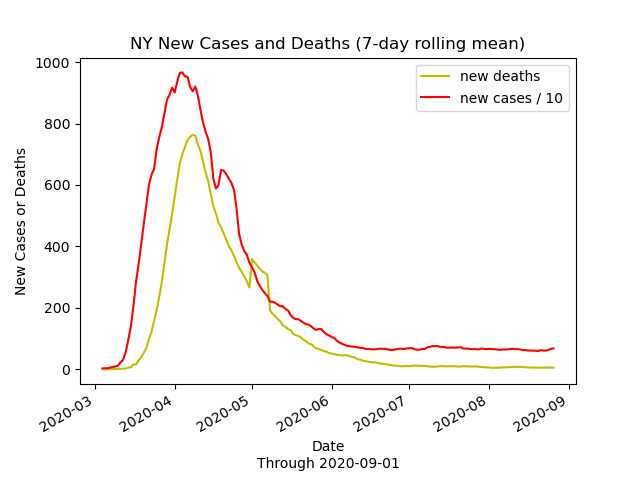 NY New Cases and Deaths (7-day rolling mean)
new deaths
new cases / 10
New Cases or Deaths
1000
800
600
400
200
0
2020-03
2020-04
2020-05
2020-06
2020-07
2020-08
2020-09
Date
Through 2020-09-01